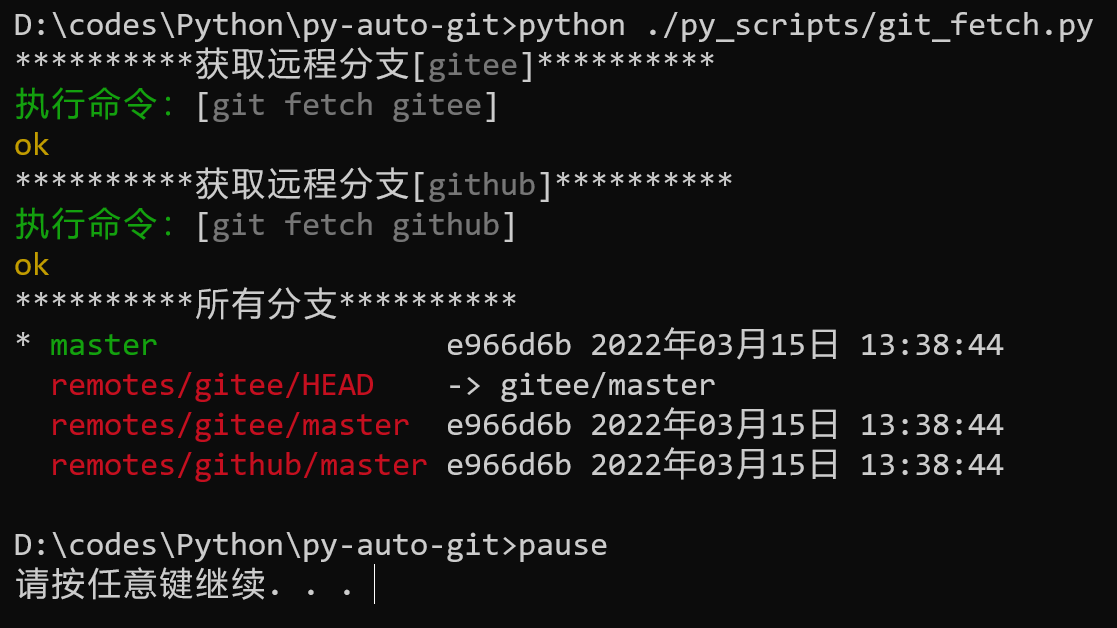 D:\codes\Python\py-auto-git>python ./py_scripts/git_fetch.py
**********获取远程分支[gitee]**********
执行命令：[git fetch gitee]
ok
**********获取远程分支[github]**********
执行命令：[git fetch github]
ok
**********所有分支**********
* master                e966d6b 2022年03月15日 13:38:44
  remotes/gitee/HEAD    -> gitee/master
  remotes/gitee/master  e966d6b 2022年03月15日 13:38:44
  remotes/github/master e966d6b 2022年03月15日 13:38:44
D:\codes\Python\py-auto-git>pause
请按任意键继续. . .